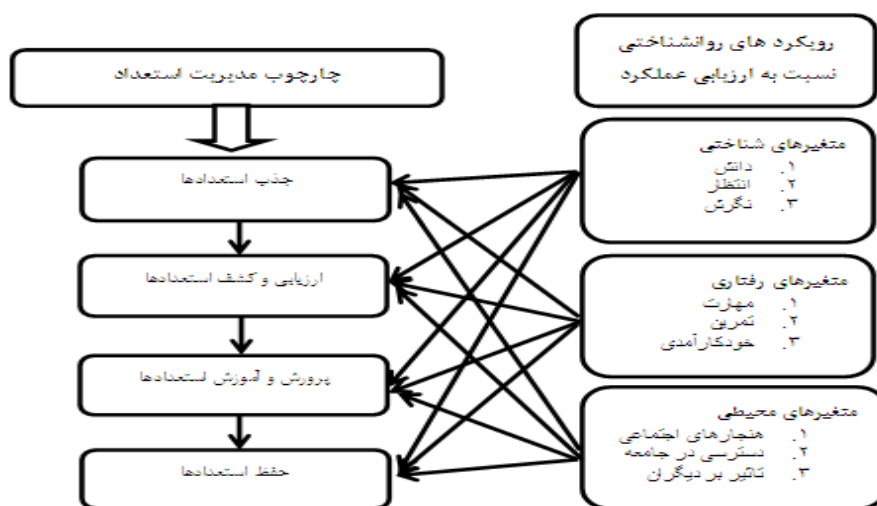 رویکرد های روانشناختی
نسبت به ارزیابی عملکرد
چارچوب مدیریت استعداد
متغیرهای شناختی
۱. دانش
۲. انتظار
۳. نگرش
جذب استعدادها
ارزیابی و کشف استعدادها
متغیرهای رفتاری
۱. مهارت
۲. تمرین
۳. خودکارآمدی
پرورش و آموزش استعدادها
متغیرهای محیطی
۱. هنجارهای اجتماعی
۲. دسترسی در جامعه
۳. تاثیر بر دیگران
حفظ استعدادها